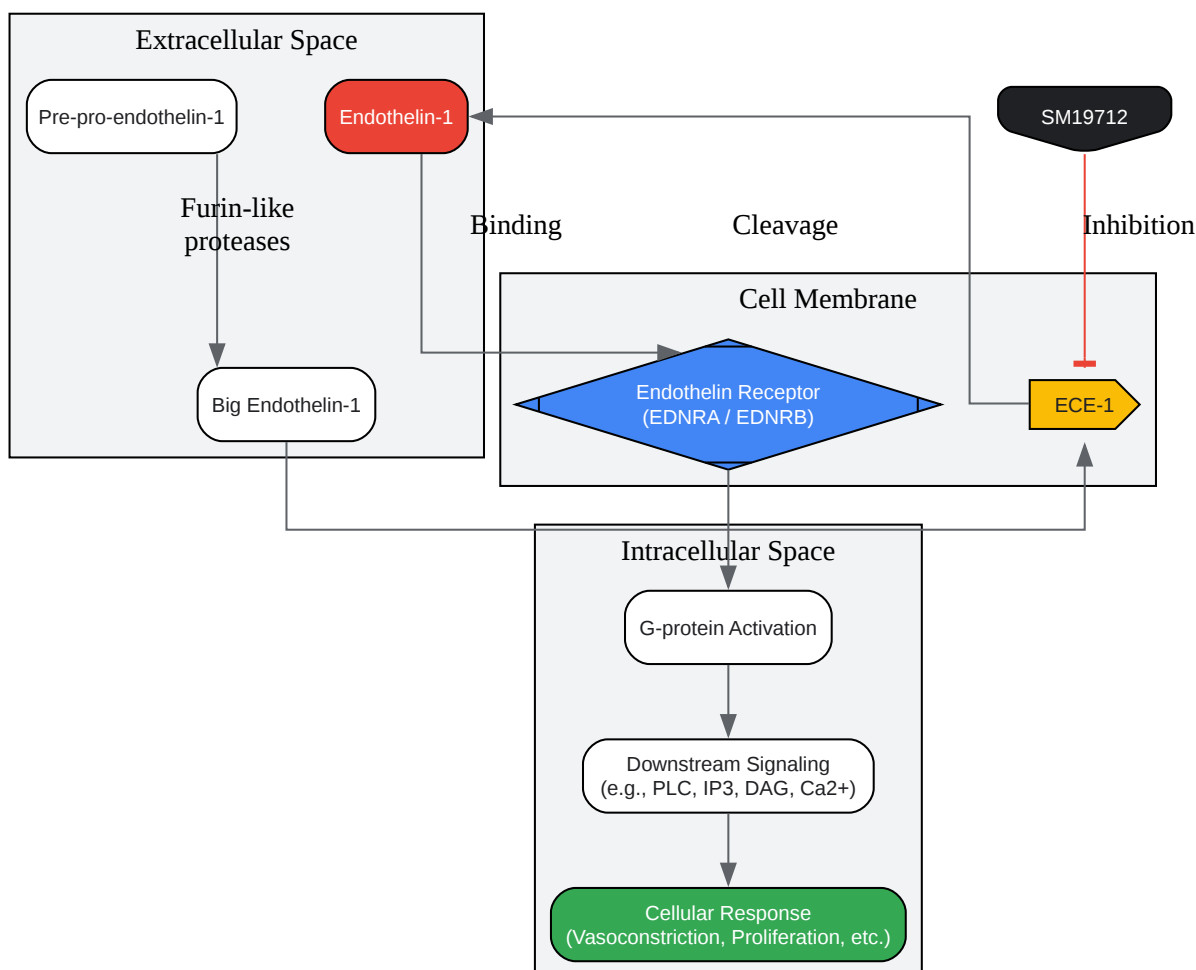 Extracellular Space
Pre-pro-endothelin-1
Endothelin-1
SM19712
Furin-like
proteases
Binding
Cleavage
Inhibition
Cell Membrane
Endothelin Receptor
(EDNRA / EDNRB)
ECE-1
Big Endothelin-1
Intracellular Space
G-protein Activation
Downstream Signaling
(e.g., PLC, IP3, DAG, Ca2+)
Cellular Response
(Vasoconstriction, Proliferation, etc.)